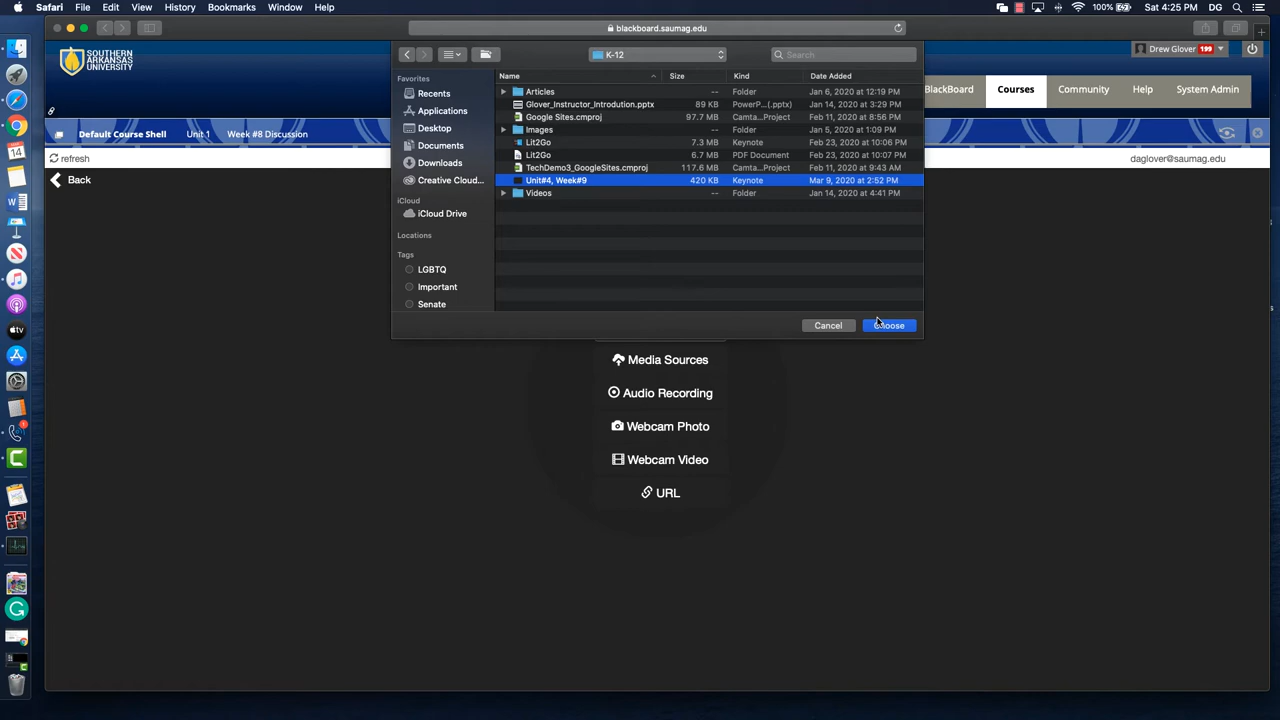 Safari File Edit View History Bookmarks Window Help 100% Sat 4:25 PM DG
blackboard.saumag.edu
SOUTHERN
ARKANSAS
UNIVERSITY
Drew Glover 199
BlackBoard Courses Community Help System Admin
Default Course Shell Unit 1 Week #8 Discussion
refresh daglover@saumag.edu
Back
K-12 Search
Favorites
Recents
Applications
Desktop
Documents
Downloads
Creative Cloud...
iCloud
iCloud Drive
Locations
Tags
LGBTQ
Important
Senate
Name Size Kind Date Added
Articles -- Folder Jan 6, 2020 at 12:19 PM
Glover_Instructor_Introdution.pptx 89 KB PowerP...(.pptx) Jan 14, 2020 at 3:29 PM
Google Sites.cmproj 97.7 MB Camta...Project Feb 11, 2020 at 8:56 PM
Images -- Folder Jan 5, 2020 at 1:09 PM
Lit2Go 7.3 MB Keynote Feb 23, 2020 at 10:06 PM
Lit2Go 6.7 MB PDF Document Feb 23, 2020 at 10:07 PM
TechDemo3_GoogleSites.cmproj 117.6 MB Camta...Project Feb 11, 2020 at 9:43 AM
Unit#4, Week#9 420 KB Keynote Mar 9, 2020 at 2:52 PM
Videos -- Folder Jan 14, 2020 at 4:41 PM
Cancel Choose
Media Sources
Audio Recording
Webcam Photo
Webcam Video
URL
14
tv